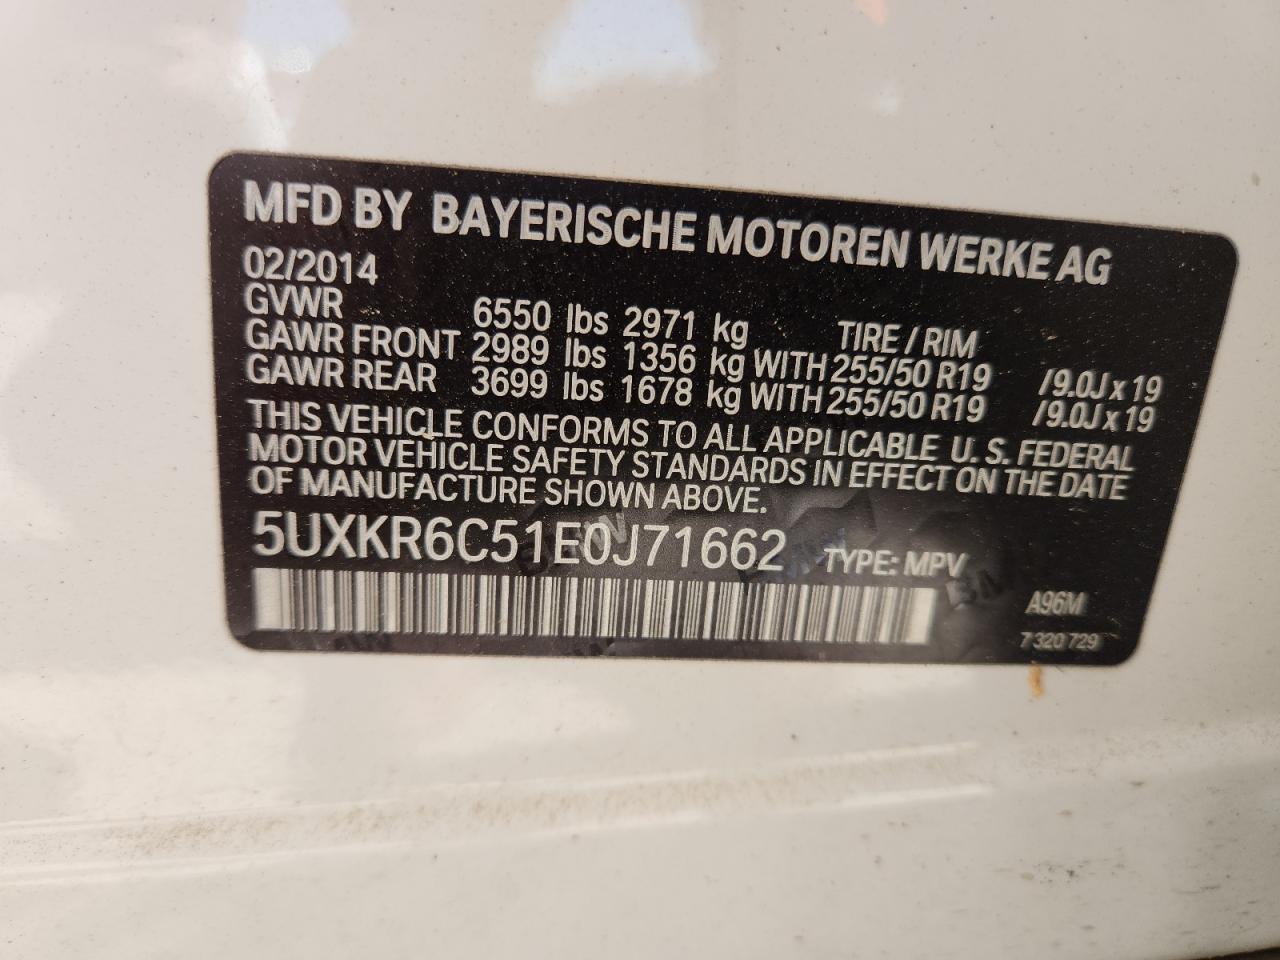 MFD BY BAYERISCHE MOTOREN WERKE AG
02/2014
GVWR 6550 lbs 2971 kg TIRE / RIM
GAWR FRONT 2989 lbs 1356 kg WITH 255/50 R19 /9.0J x 19
GAWR REAR 3699 lbs 1678 kg WITH 255/50 R19 /9.0J x 19
THIS VEHICLE CONFORMS TO ALL APPLICABLE U. S. FEDERAL
MOTOR VEHICLE SAFETY STANDARDS IN EFFECT ON THE DATE
OF MANUFACTURE SHOWN ABOVE.
5UXKR6C51E0J71662 TYPE: MPV
A96M
7 320 729